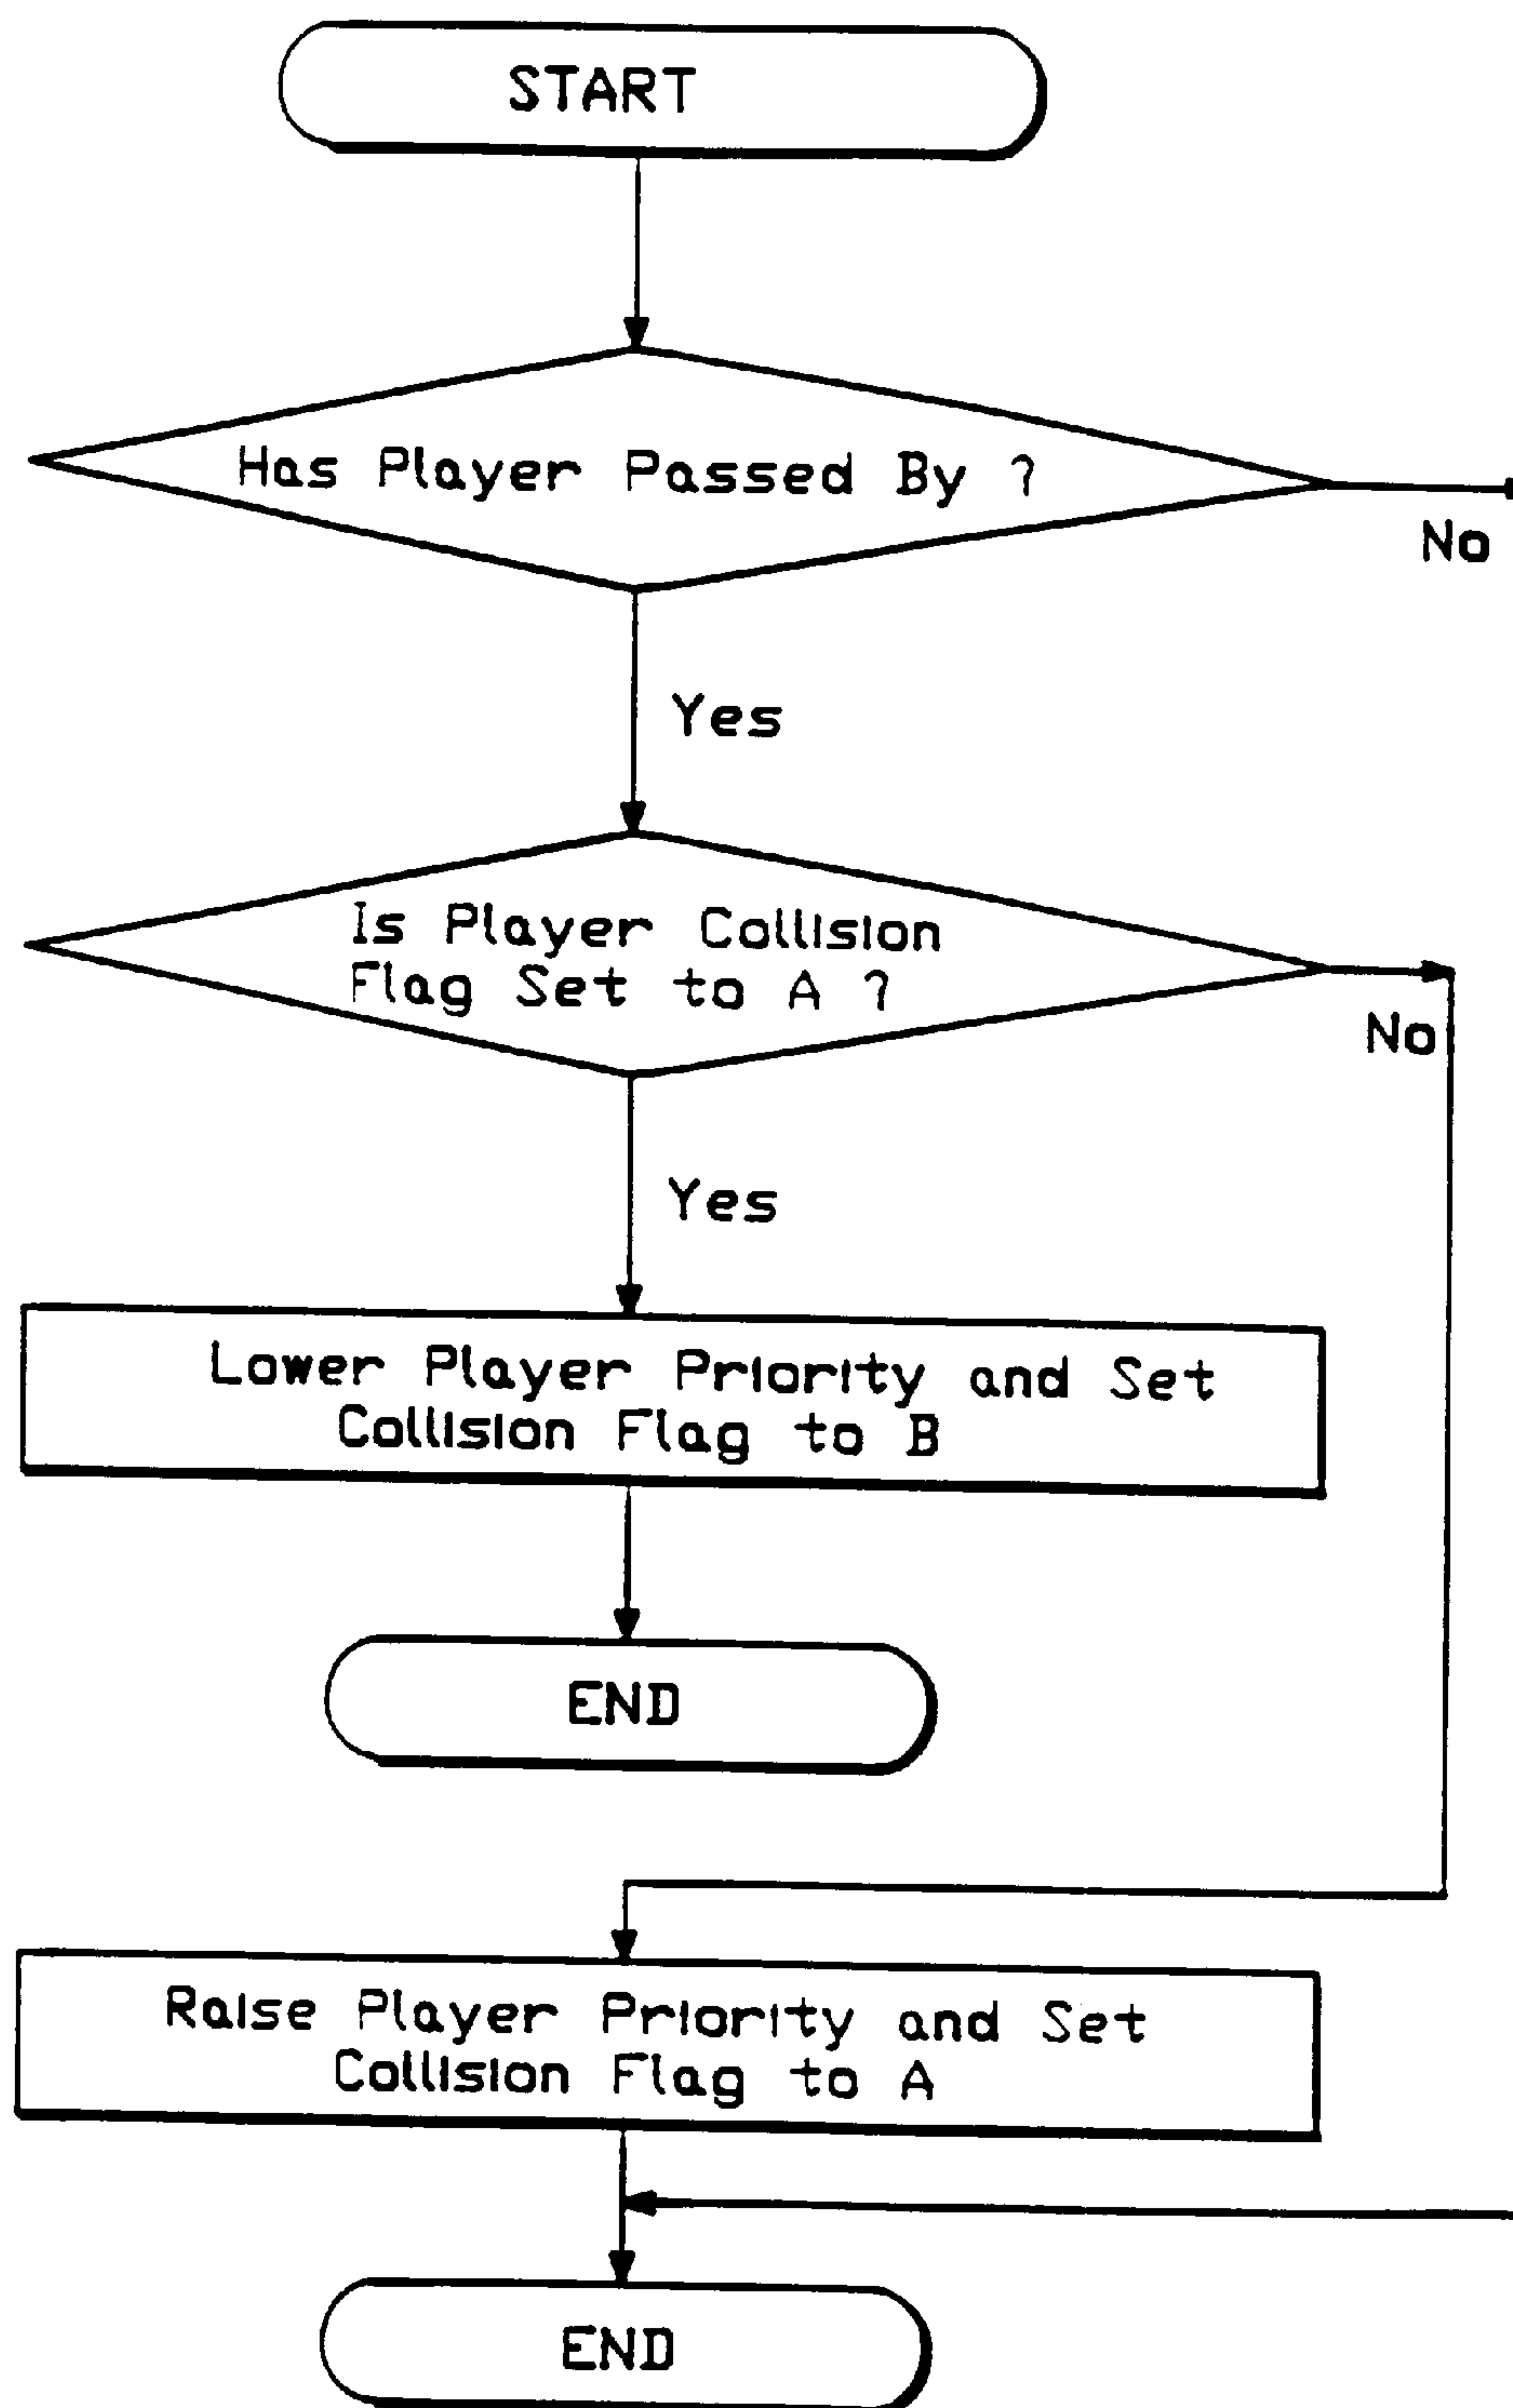 START
Has Player Passed By ?
No
Yes
Is Player Collision
Flag Set to A ?
No
Yes
Lower Player Priority and Set
Collision Flag to B
END
Raise Player Priority and Set
Collision Flag to A
END